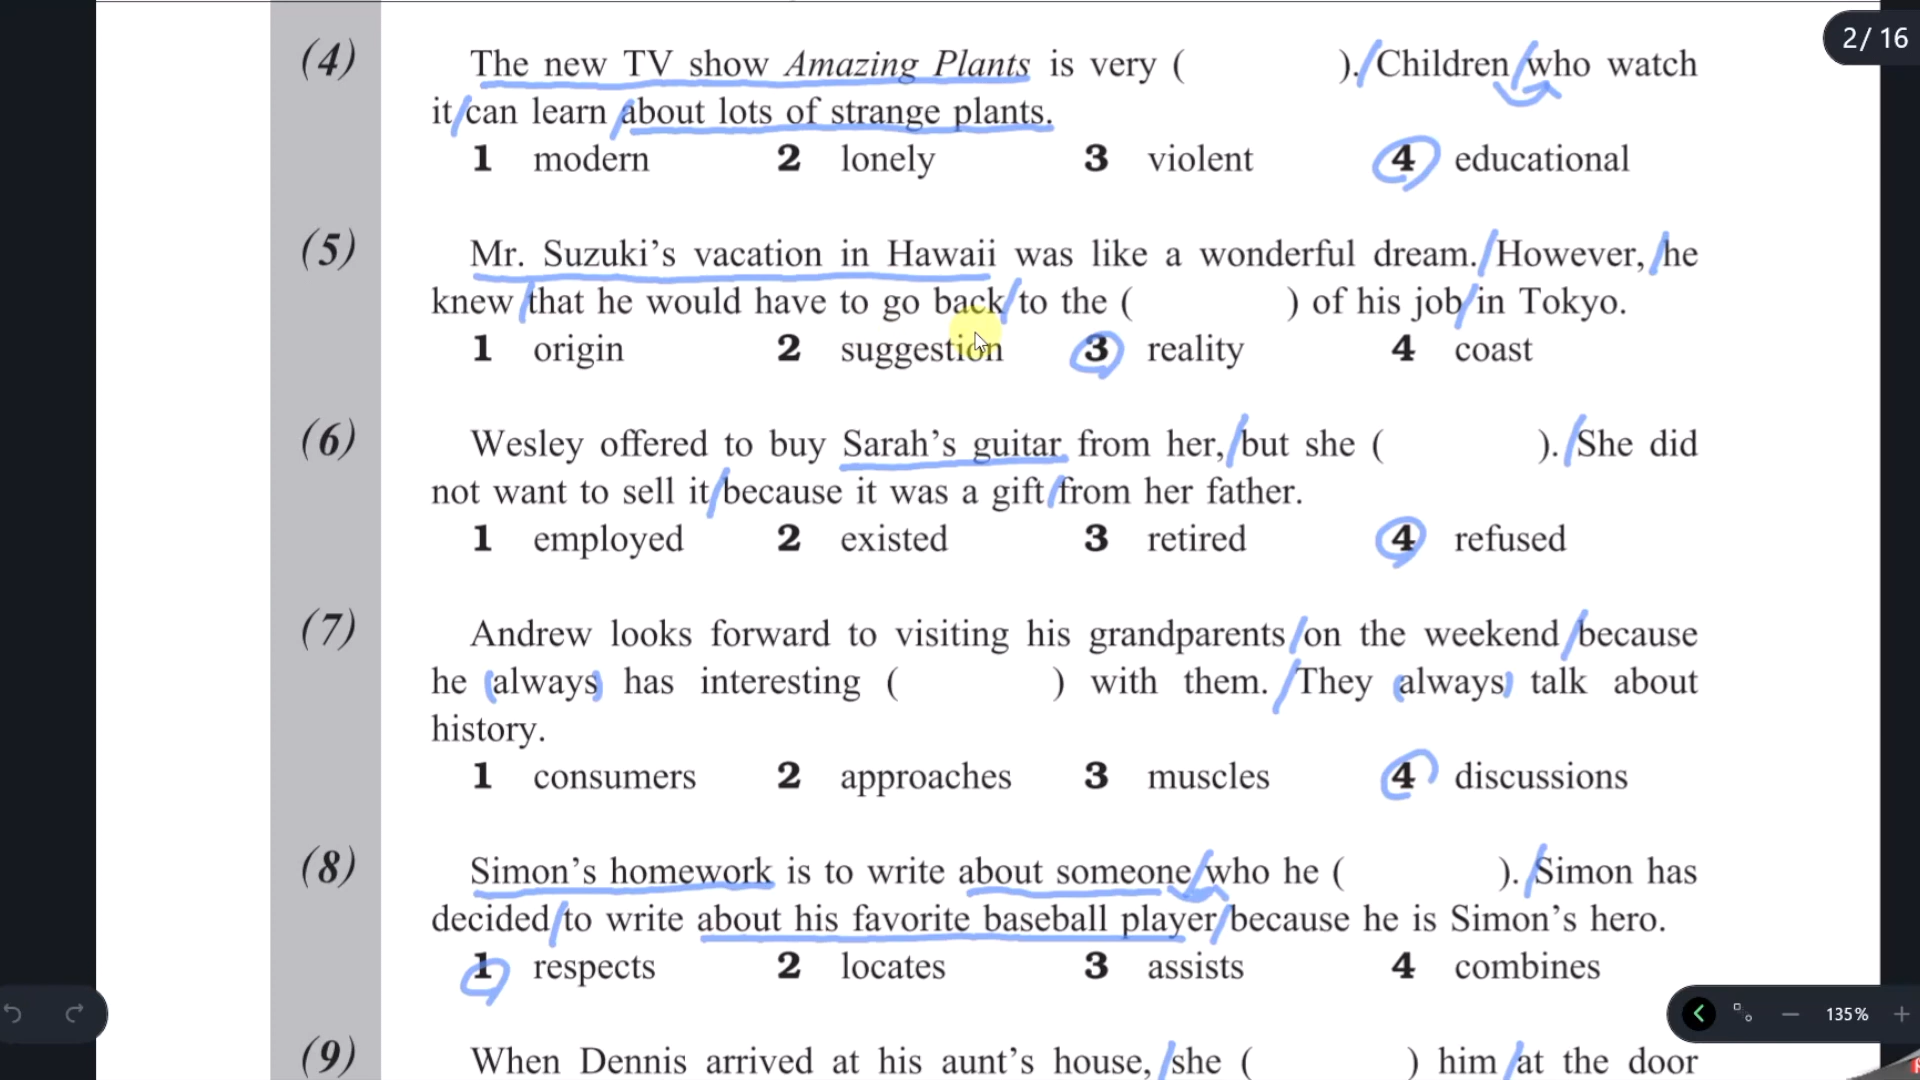 2/ 16
(4) The new TV show Amazing Plants is very ( ). Children who watch
it can learn about lots of strange plants.
1 modern 2 lonely 3 violent 4 educational
(5) Mr. Suzuki’s vacation in Hawaii was like a wonderful dream. However, he
knew that he would have to go back to the ( ) of his job in Tokyo.
1 origin 2 suggestion 3 reality 4 coast
(6) Wesley offered to buy Sarah’s guitar from her, but she ( ). She did
not want to sell it because it was a gift from her father.
1 employed 2 existed 3 retired 4 refused
(7) Andrew looks forward to visiting his grandparents on the weekend because
he always has interesting ( ) with them. They always talk about
history.
1 consumers 2 approaches 3 muscles 4 discussions
(8) Simon’s homework is to write about someone who he ( ). Simon has
decided to write about his favorite baseball player because he is Simon’s hero.
1 respects 2 locates 3 assists 4 combines
135%
(9) When Dennis arrived at his aunt’s house, she ( ) him at the door